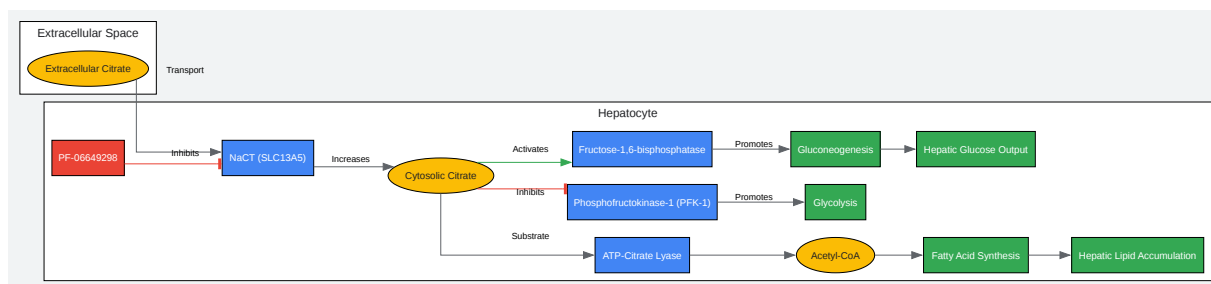 Extracellular Space
Extracellular Citrate
Transport
Hepatocyte
PF-06649298
Inhibits
NaCT (SLC13A5)
Increases
Cytosolic Citrate
Activates
Fructose-1,6-bisphosphatase
Promotes
Gluconeogenesis
Hepatic Glucose Output
Inhibits
Phosphofructokinase-1 (PFK-1)
Promotes
Glycolysis
Substrate
ATP-Citrate Lyase
Acetyl-CoA
Fatty Acid Synthesis
Hepatic Lipid Accumulation